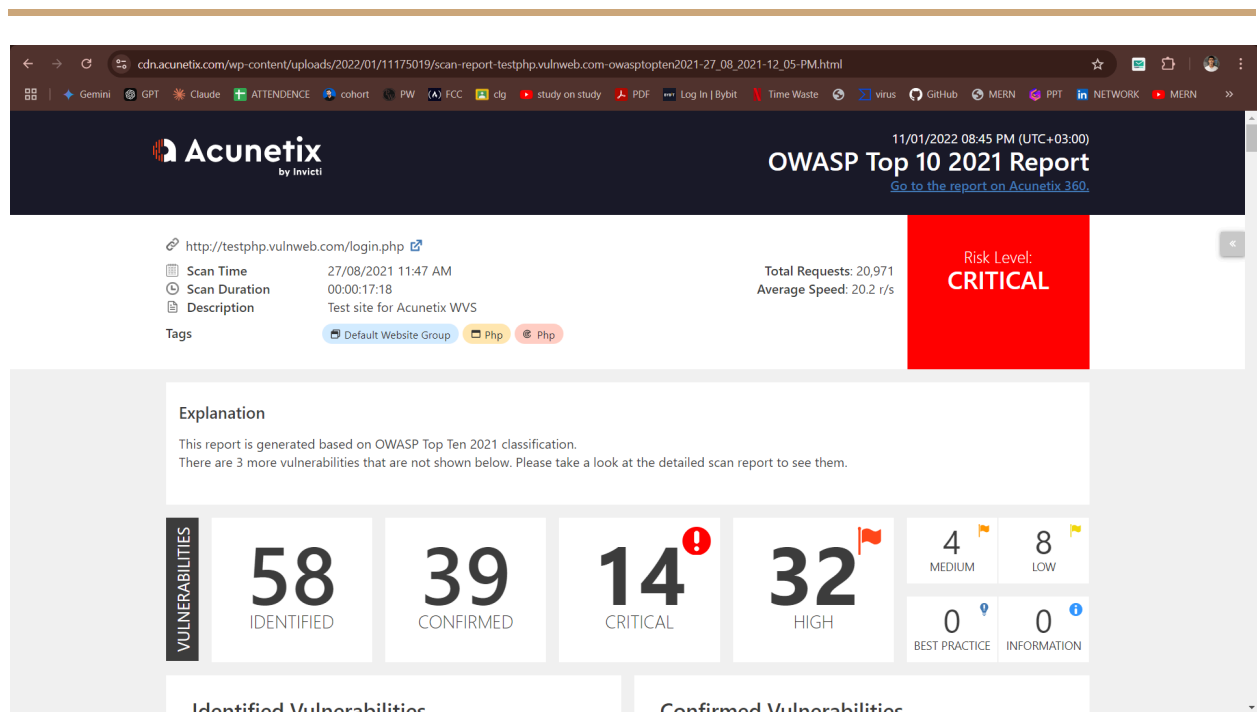 cdn.acunetix.com/wp-content/uploads/2022/01/11175019/scan-report-testphp.vulnweb.com-owasptopten2021-27_08_2021-12_05-PM.html
Gemini GPT Claude ATTENDENCE cohort PW FCC clg study on study PDF Log In | Bybit Time Waste virus GitHub MERN PPT NETWORK MERN »
Acunetix
by Invicti
11/01/2022 08:45 PM (UTC+03:00)
OWASP Top 10 2021 Report
Go to the report on Acunetix 360.
http://testphp.vulnweb.com/login.php
Scan Time 27/08/2021 11:47 AM
Scan Duration 00:00:17:18
Description Test site for Acunetix WVS
Tags Default Website Group Php Php
Total Requests: 20,971
Average Speed: 20.2 r/s
Risk Level:
CRITICAL
«
Explanation
This report is generated based on OWASP Top Ten 2021 classification.
There are 3 more vulnerabilities that are not shown below. Please take a look at the detailed scan report to see them.
VULNERABILITIES
58
IDENTIFIED
39
CONFIRMED
14
CRITICAL
32
HIGH
4
MEDIUM
8
LOW
0
BEST PRACTICE
0
INFORMATION
Identified Vulnerabilities
Confirmed Vulnerabilities